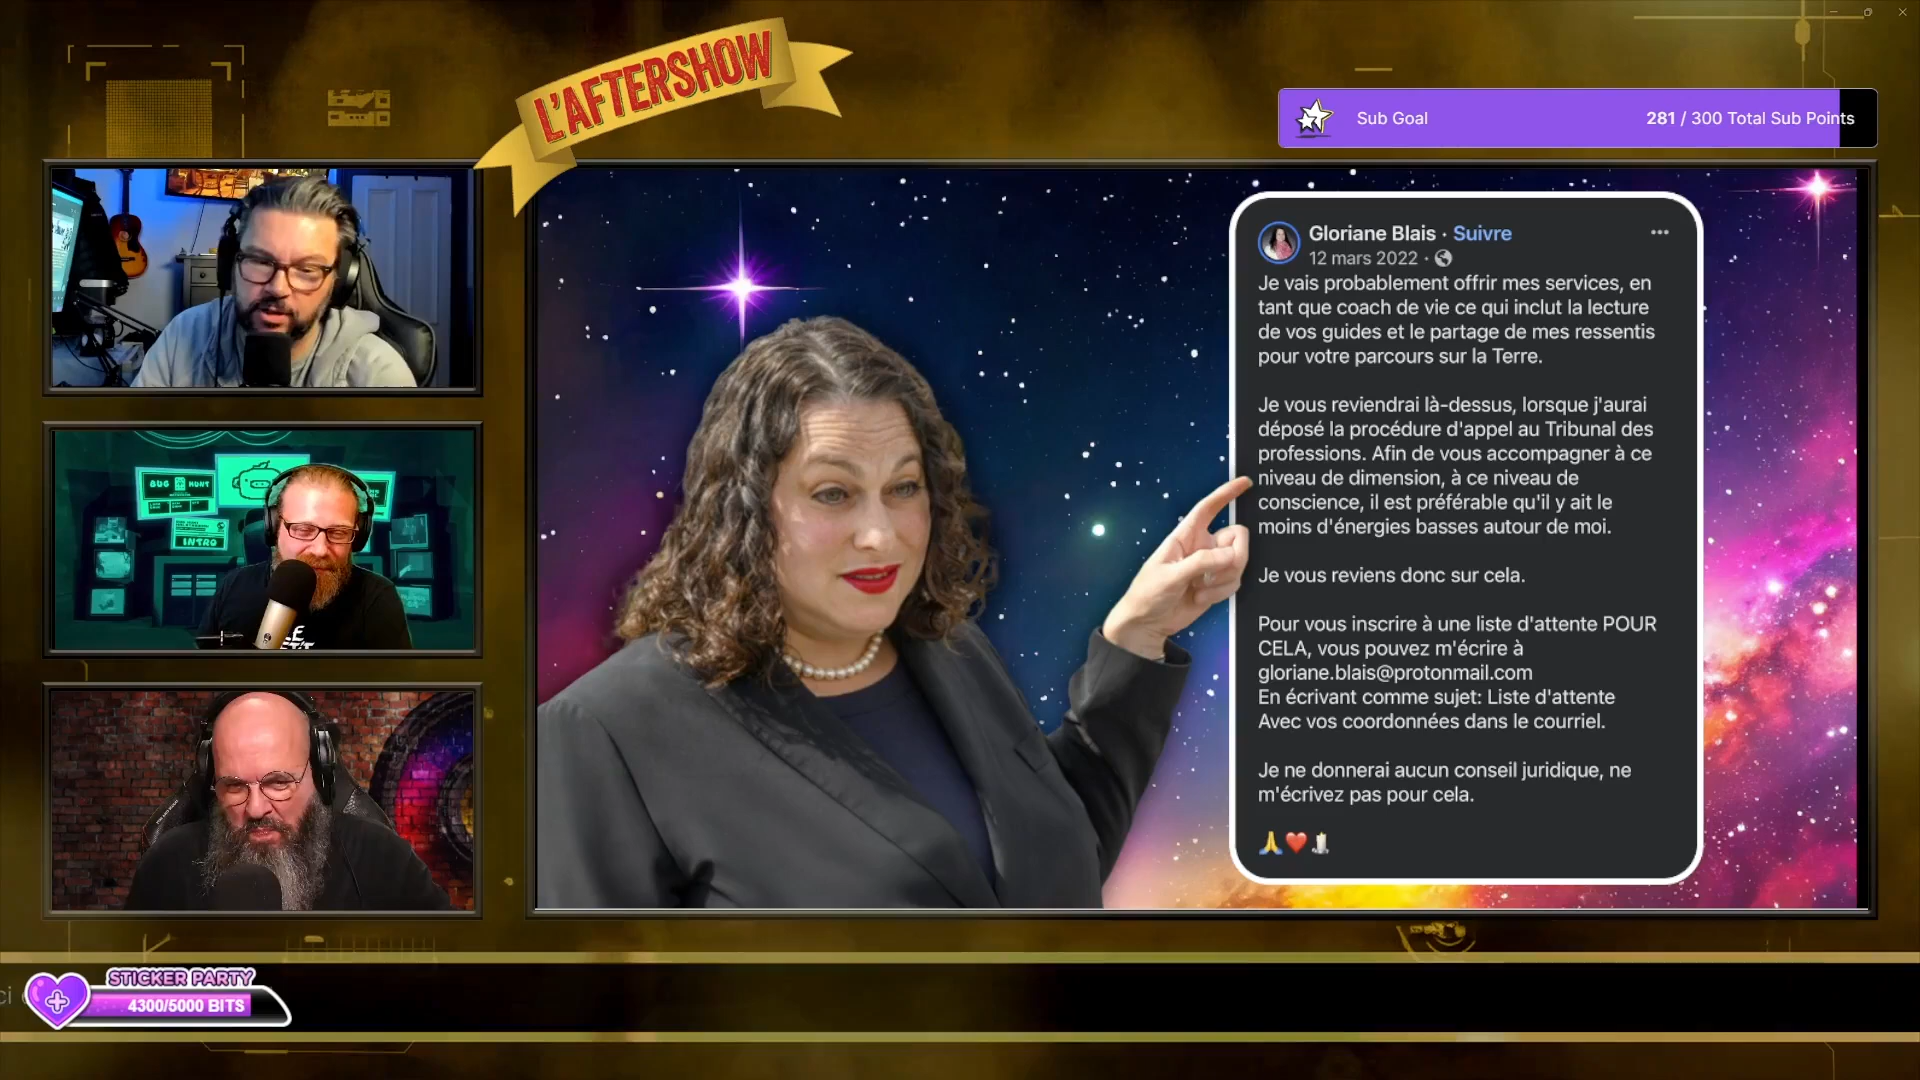 L'AFTERSHOW
Sub Goal
281 / 300 Total Sub Points
BUG HUNT
INTRO
Gloriane Blais · Suivre
12 mars 2022 ·
Je vais probablement offrir mes services, en
tant que coach de vie ce qui inclut la lecture
de vos guides et le partage de mes ressentis
pour votre parcours sur la Terre.
Je vous reviendrai là-dessus, lorsque j'aurai
déposé la procédure d'appel au Tribunal des
professions. Afin de vous accompagner à ce
niveau de dimension, à ce niveau de
conscience, il est préférable qu'il y ait le
moins d'énergies basses autour de moi.
Je vous reviens donc sur cela.
Pour vous inscrire à une liste d'attente POUR
CELA, vous pouvez m'écrire à
gloriane.blais@protonmail.com
En écrivant comme sujet: Liste d'attente
Avec vos coordonnées dans le courriel.
Je ne donnerai aucun conseil juridique, ne
m'écrivez pas pour cela.
🙏❤️🕯️
STICKER PARTY
4300/5000 BITS